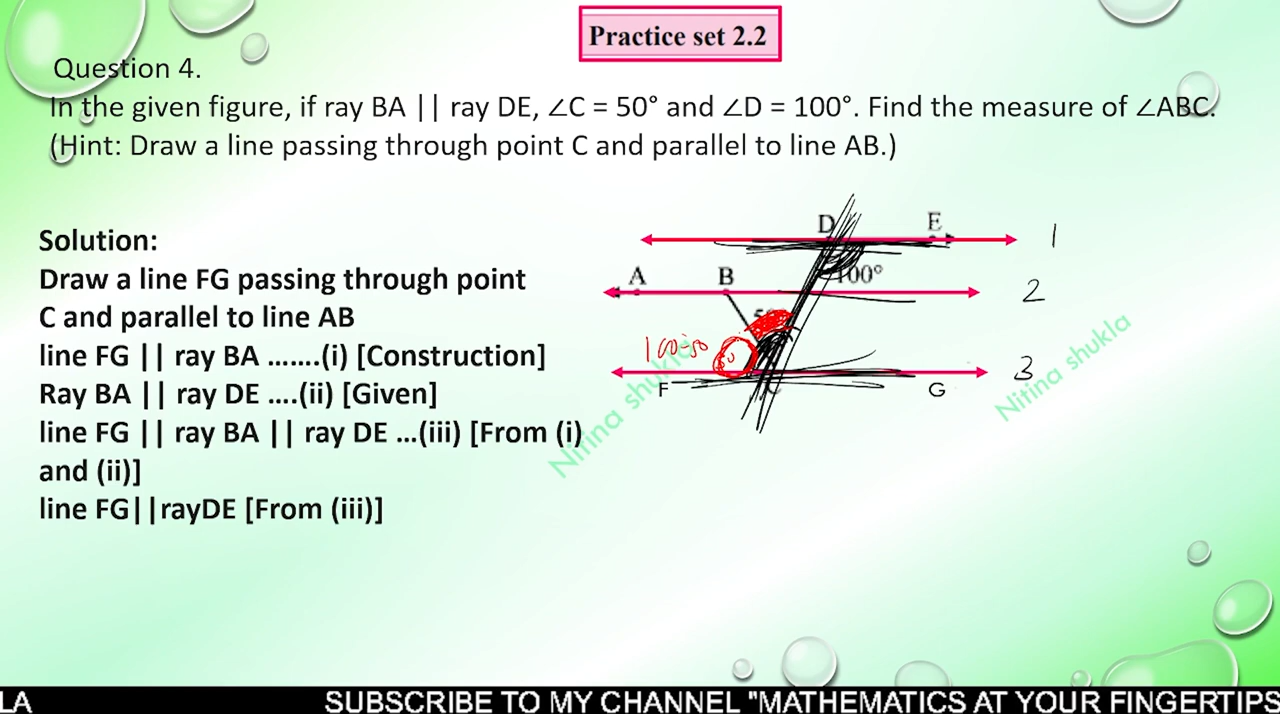 Practice set 2.2
Question 4.
In the given figure, if ray BA || ray DE, ∠C = 50° and ∠D = 100°. Find the measure of ∠ABC.
(Hint: Draw a line passing through point C and parallel to line AB.)
Solution:
Draw a line FG passing through point
C and parallel to line AB
line FG || ray BA …….(i) [Construction]
Ray BA || ray DE ….(ii) [Given]
line FG || ray BA || ray DE …(iii) [From (i)
and (ii)]
line FG||rayDE [From (iii)]
D E 1
100°
A B 2
100-50
3
F G
Nitina shukla
Nitina shukla
LA SUBSCRIBE TO MY CHANNEL "MATHEMATICS AT YOUR FINGERTIPS